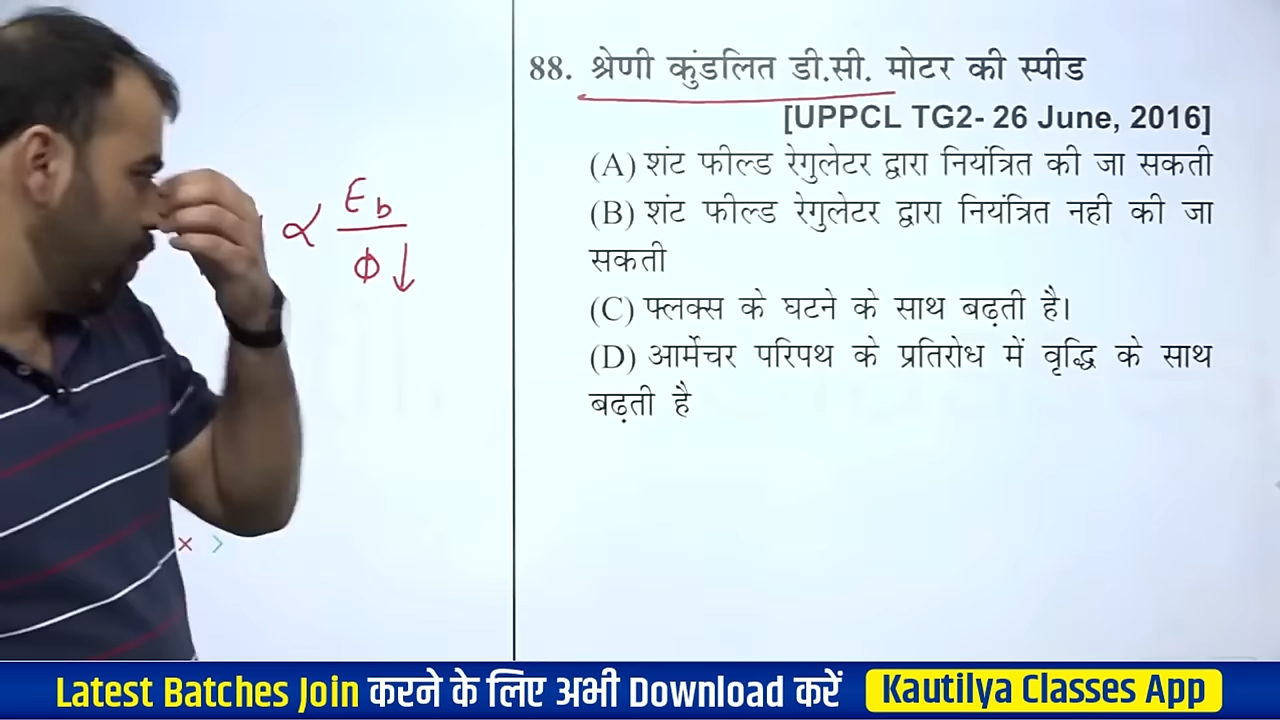 88. श्रेणी कुंडलित डी.सी. मोटर की स्पीड
[UPPCL TG2- 26 June, 2016]
(A) शंट फील्ड रेगुलेटर द्वारा नियंत्रित की जा सकती
(B) शंट फील्ड रेगुलेटर द्वारा नियंत्रित नही की जा
सकती
(C) फ्लक्स के घटने के साथ बढ़ती है।
(D) आर्मेचर परिपथ के प्रतिरोध में वृद्धि के साथ
बढ़ती है
∝ Eb
Φ ↓
Latest Batches Join करने के लिए अभी Download करें Kautilya Classes App